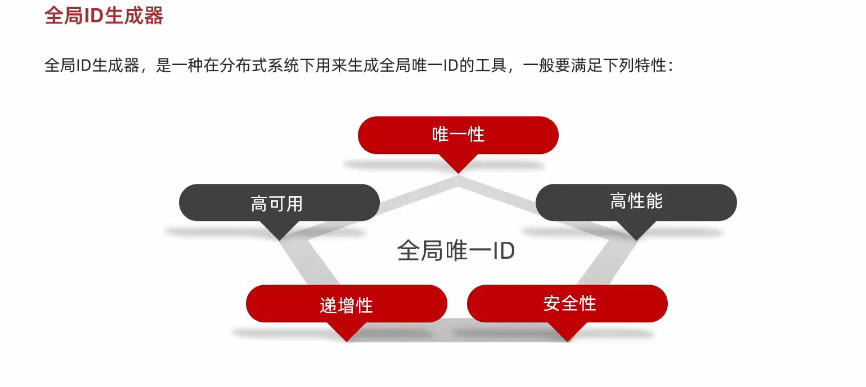 全局ID生成器
全局ID生成器，是一种在分布式系统下用来生成全局唯一ID的工具，一般要满足下列特性：
唯一性
高可用
高性能
全局唯一ID
递增性
安全性